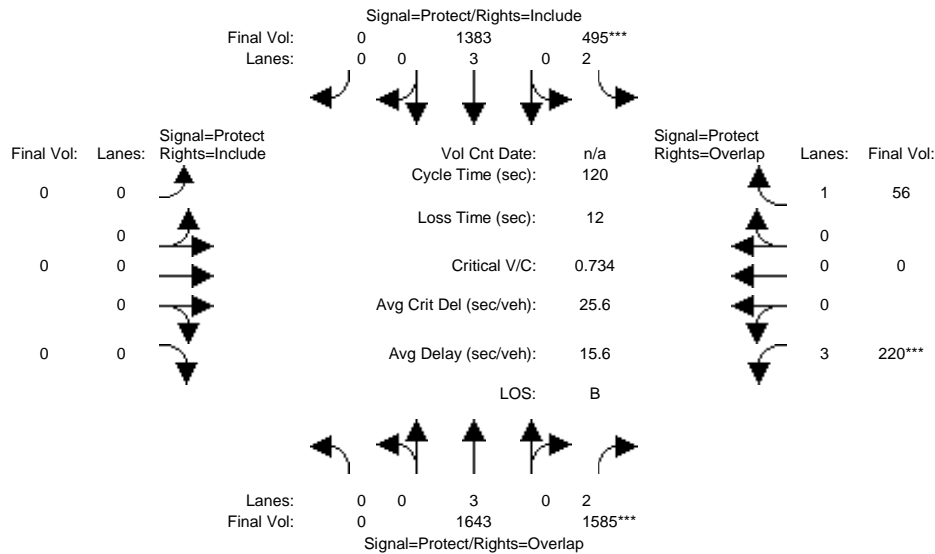 Signal=Protect/Rights=Include
Final Vol: 0 1383 495***
Lanes: 0 0 3 0 2
Signal=Protect Signal=Protect
Final Vol: Lanes: Rights=Include Vol Cnt Date: n/a Rights=Overlap Lanes: Final Vol:
Cycle Time (sec): 120
0 0 1 56
Loss Time (sec): 12
0 0
0 0 Critical V/C: 0.734 0 0
0 Avg Crit Del (sec/veh): 25.6 0
0 0 Avg Delay (sec/veh): 15.6 3 220***
LOS: B
Lanes: 0 0 3 0 2
Final Vol: 0 1643 1585***
Signal=Protect/Rights=Overlap